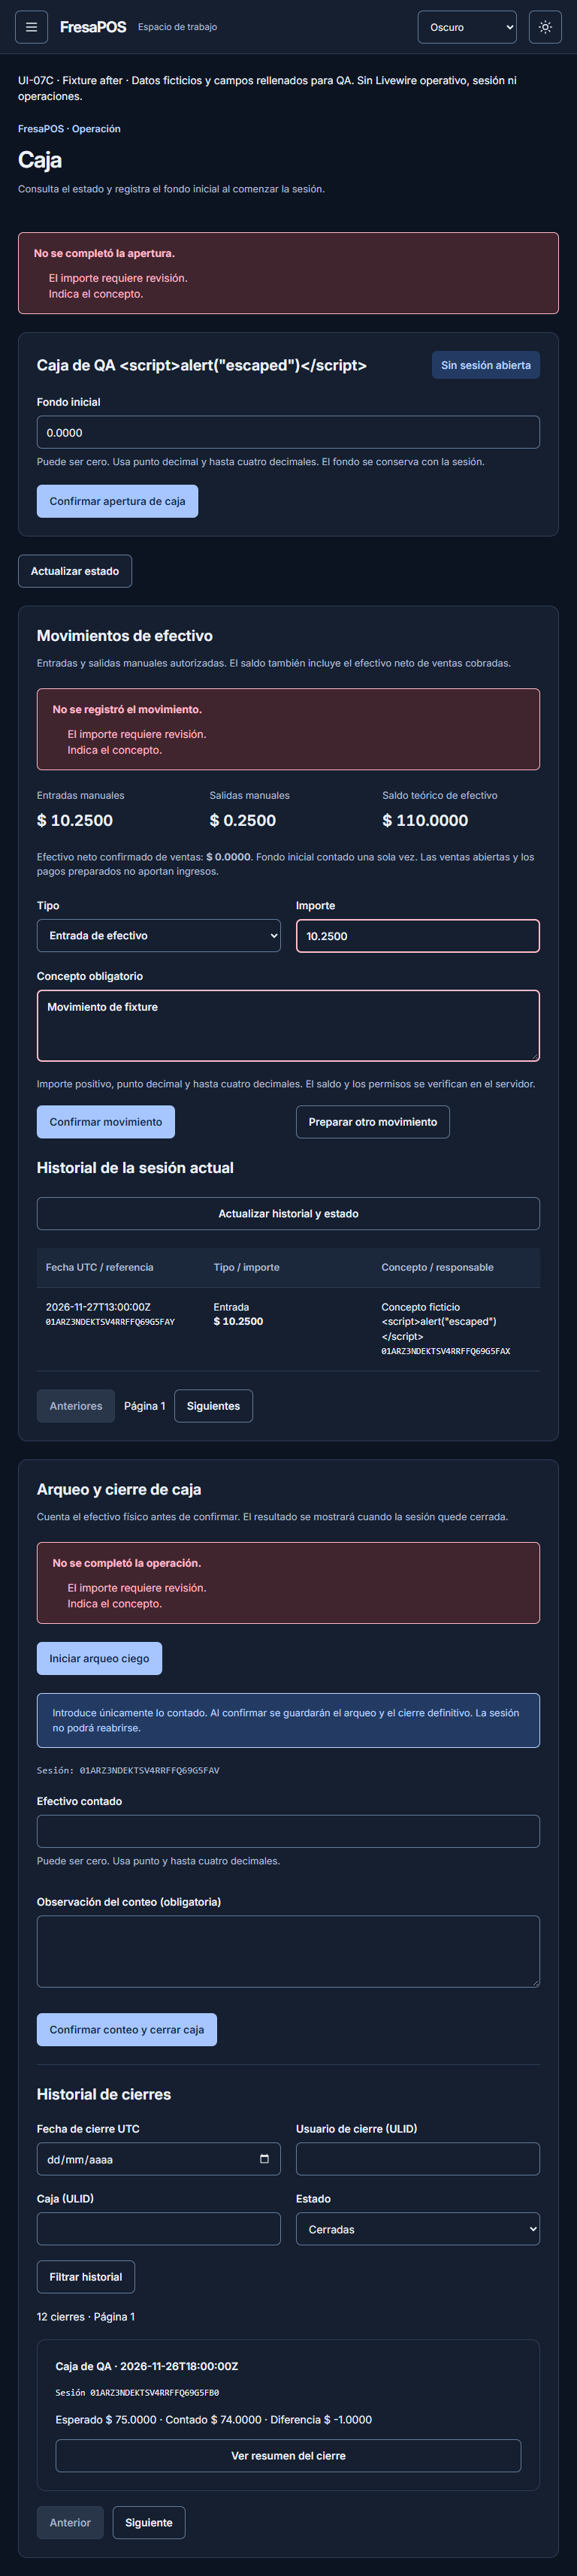 FresaPOS Espacio de trabajo Oscuro
UI-07C · Fixture after · Datos ficticios y campos rellenados para QA. Sin Livewire operativo, sesión ni
operaciones.
FresaPOS · Operación
Caja
Consulta el estado y registra el fondo inicial al comenzar la sesión.
No se completó la apertura.
El importe requiere revisión.
Indica el concepto.
Caja de QA <script>alert("escaped")</script> Sin sesión abierta
Fondo inicial
0.0000
Puede ser cero. Usa punto decimal y hasta cuatro decimales. El fondo se conserva con la sesión.
Confirmar apertura de caja
Actualizar estado
Movimientos de efectivo
Entradas y salidas manuales autorizadas. El saldo también incluye el efectivo neto de ventas cobradas.
No se registró el movimiento.
El importe requiere revisión.
Indica el concepto.
Entradas manuales Salidas manuales Saldo teórico de efectivo
$ 10.2500 $ 0.2500 $ 110.0000
Efectivo neto confirmado de ventas: $ 0.0000. Fondo inicial contado una sola vez. Las ventas abiertas y los
pagos preparados no aportan ingresos.
Tipo Importe
Entrada de efectivo 10.2500
Concepto obligatorio
Movimiento de fixture
Importe positivo, punto decimal y hasta cuatro decimales. El saldo y los permisos se verifican en el servidor.
Confirmar movimiento Preparar otro movimiento
Historial de la sesión actual
Actualizar historial y estado
Fecha UTC / referencia Tipo / importe Concepto / responsable
2026-11-27T13:00:00Z Entrada Concepto ficticio
01ARZ3NDEKTSV4RRFFQ69G5FAY $ 10.2500 <script>alert("escaped")
</script>
01ARZ3NDEKTSV4RRFFQ69G5FAX
Anteriores Página 1 Siguientes
Arqueo y cierre de caja
Cuenta el efectivo físico antes de confirmar. El resultado se mostrará cuando la sesión quede cerrada.
No se completó la operación.
El importe requiere revisión.
Indica el concepto.
Iniciar arqueo ciego
Introduce únicamente lo contado. Al confirmar se guardarán el arqueo y el cierre definitivo. La sesión
no podrá reabrirse.
Sesión: 01ARZ3NDEKTSV4RRFFQ69G5FAV
Efectivo contado
Puede ser cero. Usa punto y hasta cuatro decimales.
Observación del conteo (obligatoria)
Confirmar conteo y cerrar caja
Historial de cierres
Fecha de cierre UTC Usuario de cierre (ULID)
dd/mm/aaaa
Caja (ULID) Estado
Cerradas
Filtrar historial
12 cierres · Página 1
Caja de QA · 2026-11-26T18:00:00Z
Sesión 01ARZ3NDEKTSV4RRFFQ69G5FB0
Esperado $ 75.0000 · Contado $ 74.0000 · Diferencia $ -1.0000
Ver resumen del cierre
Anterior Siguiente